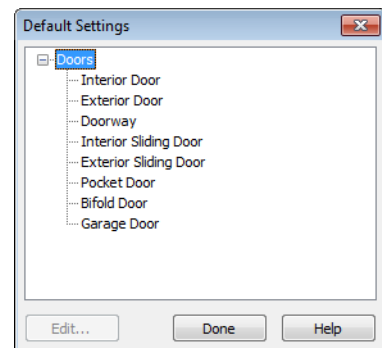 Default Settings
Doors
Interior Door
Exterior Door
Doorway
Interior Sliding Door
Exterior Sliding Door
Pocket Door
Bifold Door
Garage Door
Edit... Done Help